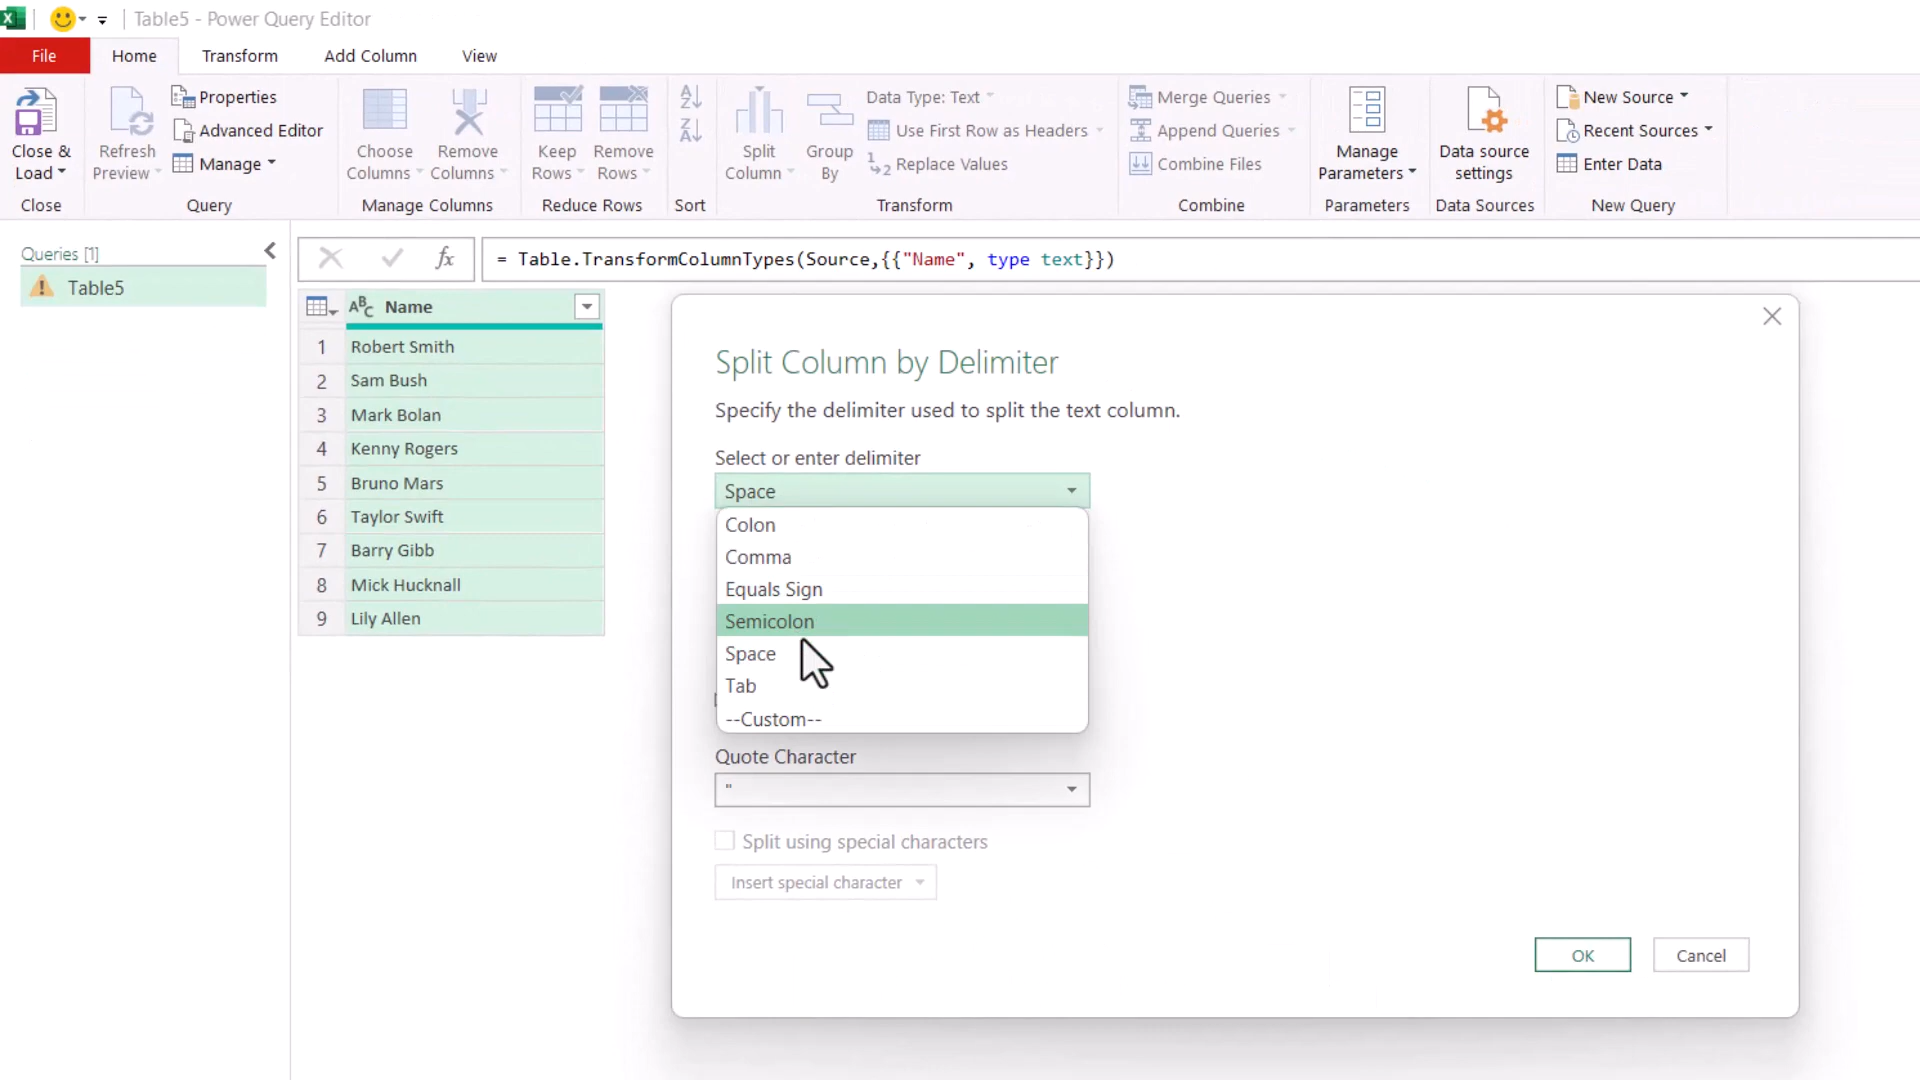 Table5 - Power Query Editor
File
Home
Transform
Add Column
View
Close &
Load
Close
Refresh
Preview
Properties
Advanced Editor
Manage
Query
Choose
Columns
Remove
Columns
Manage Columns
Keep
Rows
Remove
Rows
Reduce Rows
Sort
Split
Column
Group
By
Data Type: Text
Use First Row as Headers
Replace Values
Transform
Merge Queries
Append Queries
Combine Files
Combine
Manage
Parameters
Parameters
Data source
settings
Data Sources
New Source
Recent Sources
Enter Data
New Query
Queries [1]
Table5
fx
= Table.TransformColumnTypes(Source,{{"Name", type text}})
ABC Name
1 Robert Smith
2 Sam Bush
3 Mark Bolan
4 Kenny Rogers
5 Bruno Mars
6 Taylor Swift
7 Barry Gibb
8 Mick Hucknall
9 Lily Allen
Split Column by Delimiter
Specify the delimiter used to split the text column.
Select or enter delimiter
Space
Colon
Comma
Equals Sign
Semicolon
Space
Tab
--Custom--
Quote Character
"
Split using special characters
Insert special character
OK
Cancel